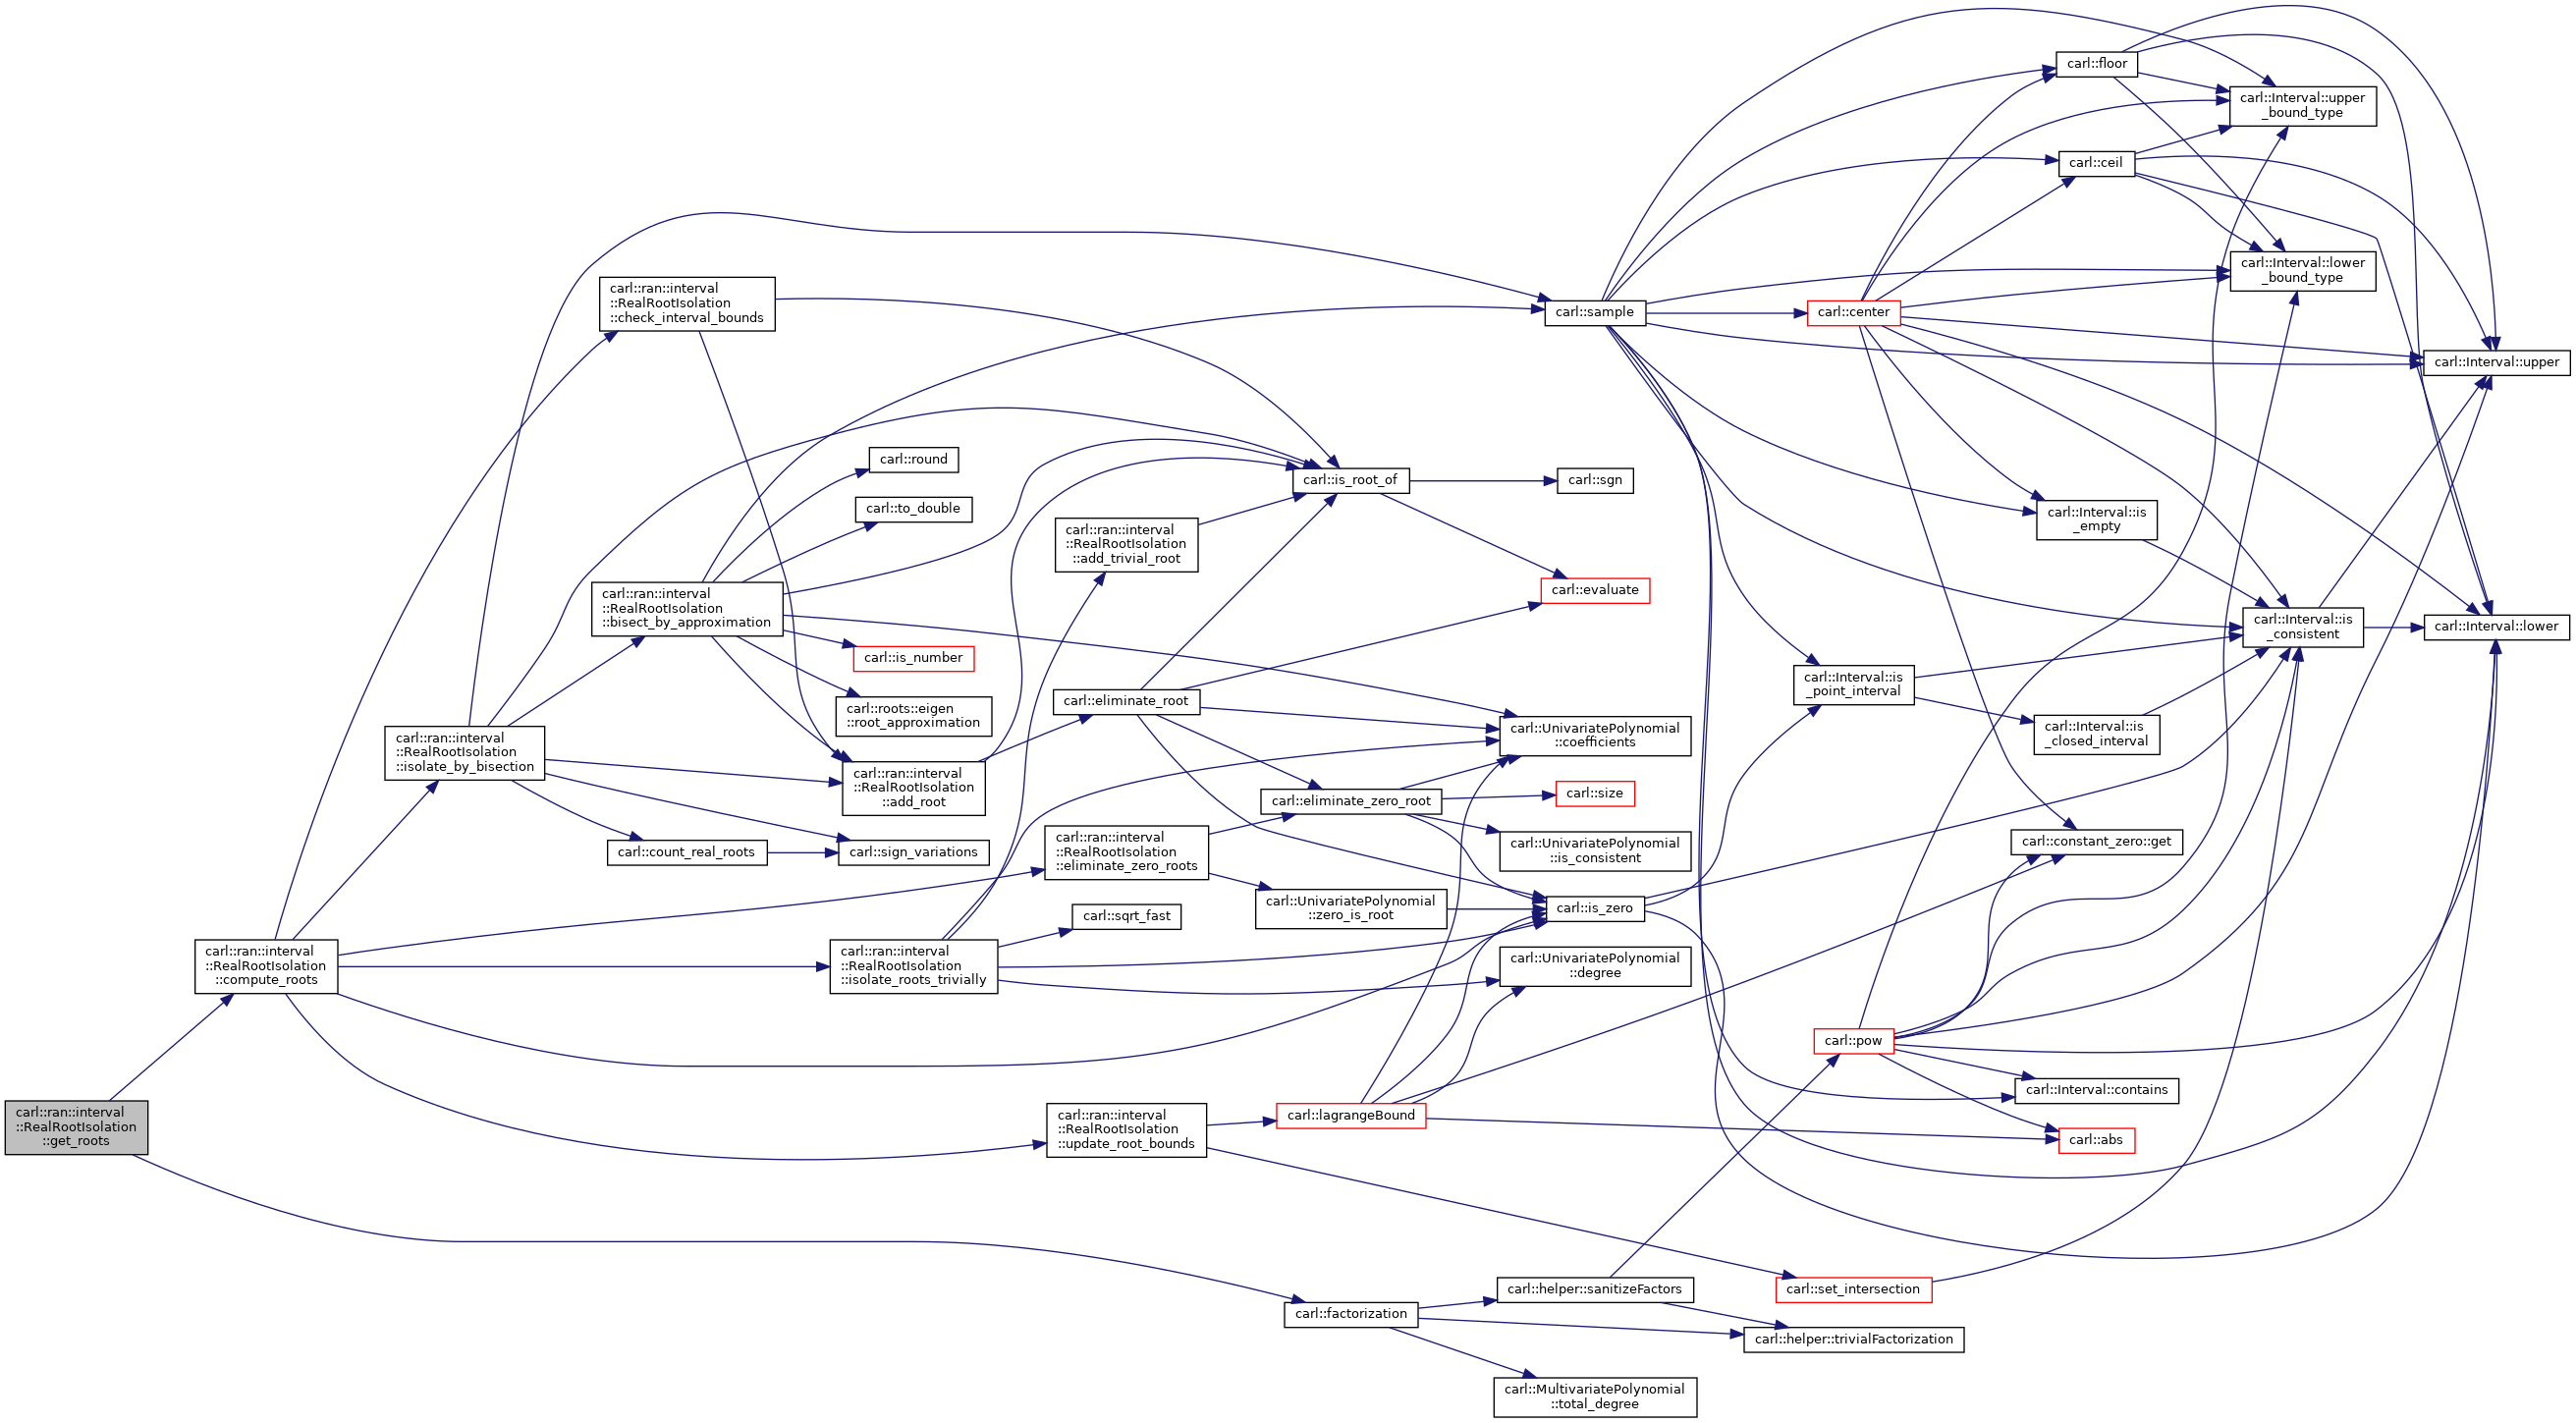 carl::ran::interval
::RealRootIsolation
::get_roots
carl::ran::interval
::RealRootIsolation
::compute_roots
carl::ran::interval
::RealRootIsolation
::isolate_by_bisection
carl::ran::interval
::RealRootIsolation
::check_interval_bounds
carl::ran::interval
::RealRootIsolation
::bisect_by_approximation
carl::count_real_roots
carl::round
carl::to_double
carl::is_number
carl::roots::eigen
::root_approximation
carl::ran::interval
::RealRootIsolation
::add_root
carl::sign_variations
carl::ran::interval
::RealRootIsolation
::isolate_roots_trivially
carl::ran::interval
::RealRootIsolation
::add_trivial_root
carl::eliminate_root
carl::ran::interval
::RealRootIsolation
::eliminate_zero_roots
carl::sqrt_fast
carl::ran::interval
::RealRootIsolation
::update_root_bounds
carl::is_root_of
carl::eliminate_zero_root
carl::UnivariatePolynomial
::zero_is_root
carl::lagrangeBound
carl::factorization
carl::sample
carl::sgn
carl::evaluate
carl::UnivariatePolynomial
::coefficients
carl::size
carl::UnivariatePolynomial
::is_consistent
carl::is_zero
carl::UnivariatePolynomial
::degree
carl::helper::sanitizeFactors
carl::MultivariatePolynomial
::total_degree
carl::center
carl::Interval::is
_point_interval
carl::pow
carl::set_intersection
carl::helper::trivialFactorization
carl::floor
carl::ceil
carl::Interval::is
_empty
carl::Interval::is
_closed_interval
carl::constant_zero::get
carl::Interval::contains
carl::abs
carl::Interval::upper
_bound_type
carl::Interval::lower
_bound_type
carl::Interval::is
_consistent
carl::Interval::upper
carl::Interval::lower